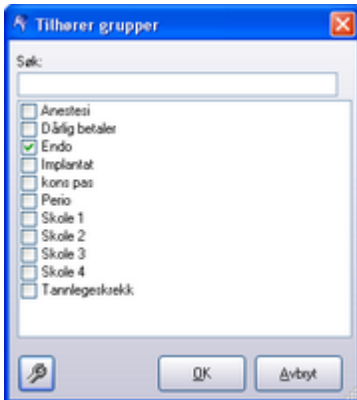 Tilhører grupper
Søk:
Anestesi
Dårlig betaler
Endo
Implantat
kons pas
Perio
Skole 1
Skole 2
Skole 3
Skole 4
Tannlegeskrekk
OK
Avbryt